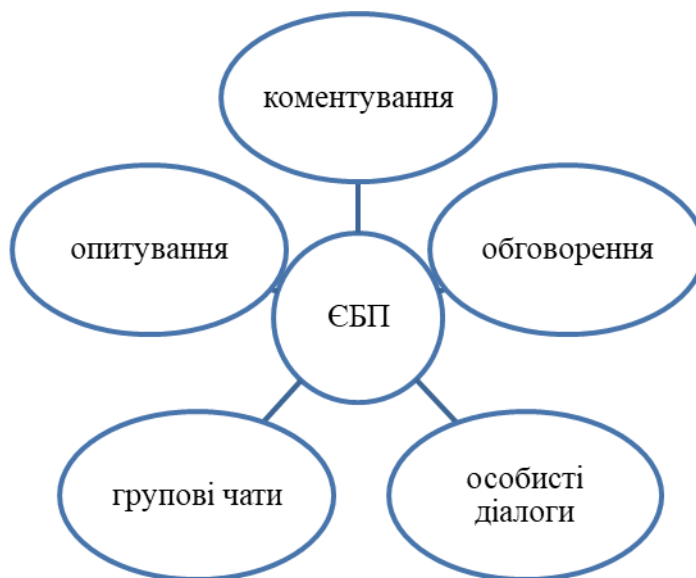 коментування
опитування
обговорення
ЄБП
групові чати
особисті
діалоги